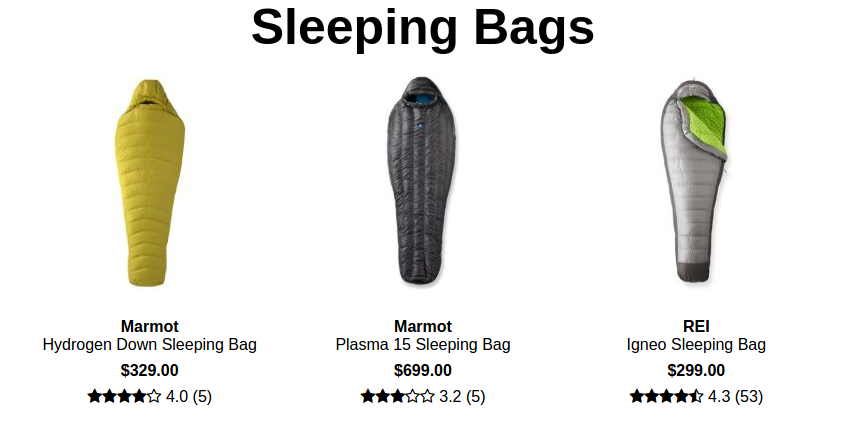 Sleeping Bags
Marmot
Hydrogen Down Sleeping Bag
$329.00
4.0 (5)
Marmot
Plasma 15 Sleeping Bag
$699.00
3.2 (5)
REI
Igneo Sleeping Bag
$299.00
4.3 (53)